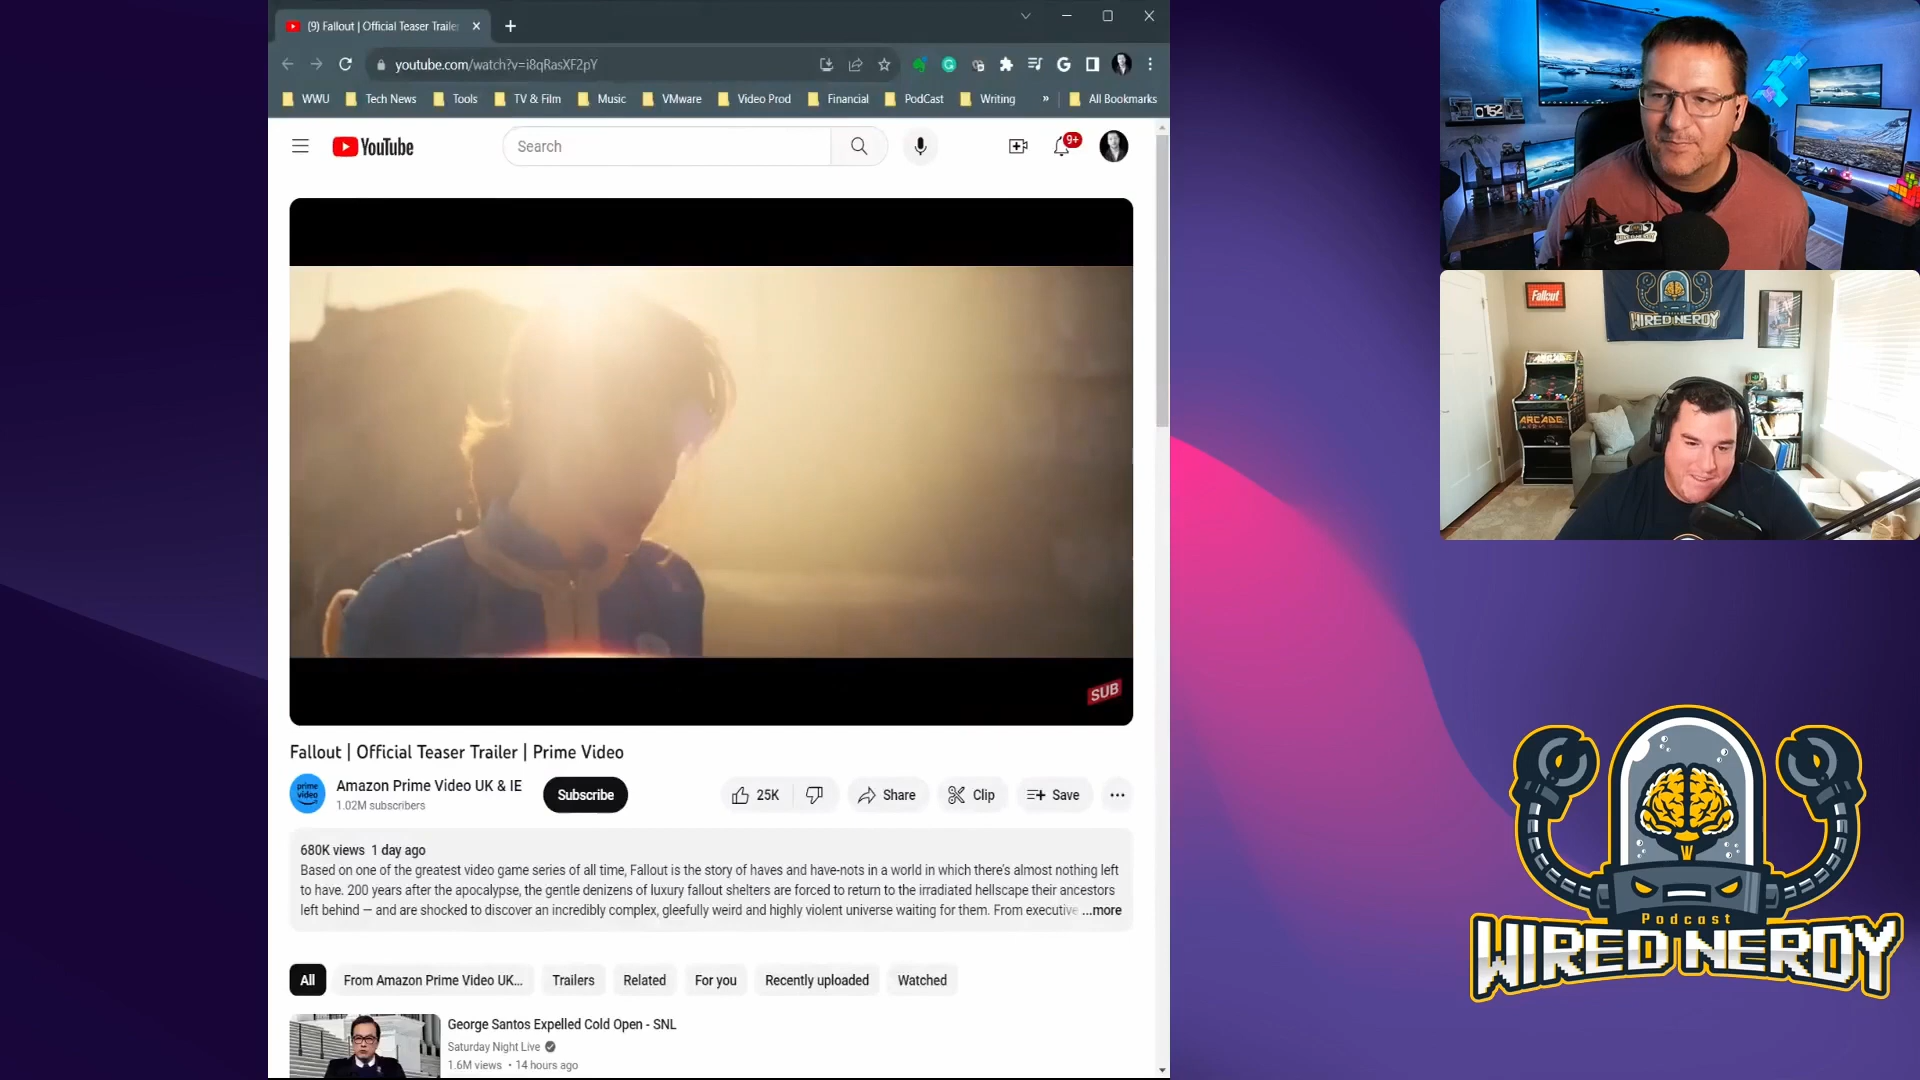 (9) Fallout | Official Teaser Traile
youtube.com/watch?v=i8qRasXF2pY
WWU
Tech News
Tools
TV & Film
Music
VMware
Video Prod
Financial
PodCast
Writing
»
All Bookmarks
YouTube
Search
9+
SUB
Fallout | Official Teaser Trailer | Prime Video
prime video
Amazon Prime Video UK & IE
1.02M subscribers
Subscribe
25K
Share
Clip
Save
680K views 1 day ago
Based on one of the greatest video game series of all time, Fallout is the story of haves and have-nots in a world in which there's almost nothing left
to have. 200 years after the apocalypse, the gentle denizens of luxury fallout shelters are forced to return to the irradiated hellscape their ancestors
left behind — and are shocked to discover an incredibly complex, gleefully weird and highly violent universe waiting for them. From executive ...more
All
From Amazon Prime Video UK...
Trailers
Related
For you
Recently uploaded
Watched
George Santos Expelled Cold Open - SNL
Saturday Night Live
1.6M views • 14 hours ago
Fallout
WIRED NERDY
ARCADE
W
Podcast
WIRED NERDY